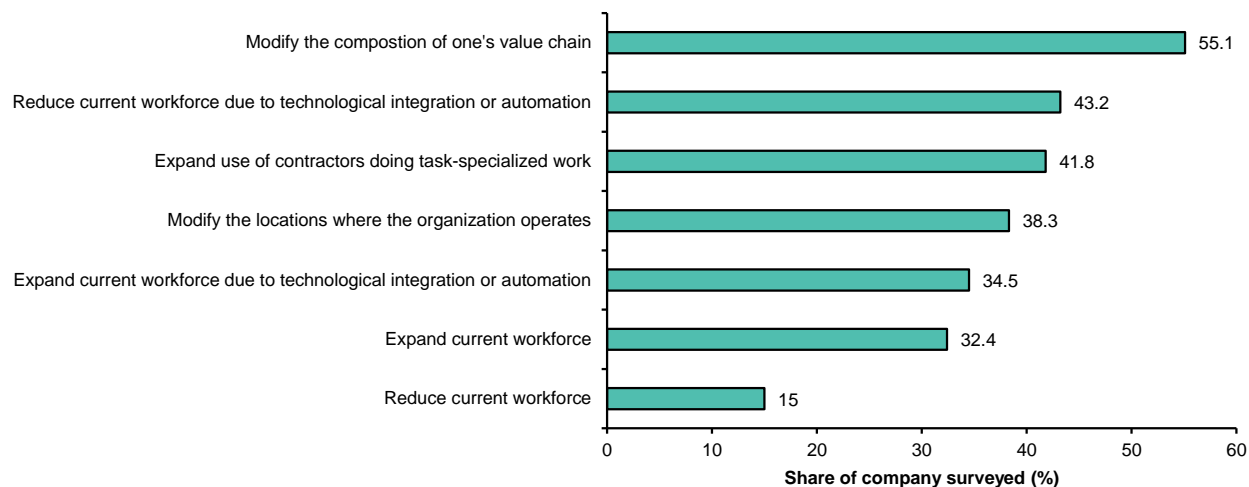 Modify the compostion of one's value chain 55.1
Reduce current workforce due to technological integration or automation 43.2
Expand use of contractors doing task-specialized work 41.8
Modify the locations where the organization operates 38.3
Expand current workforce due to technological integration or automation 34.5
Expand current workforce 32.4
Reduce current workforce 15
0 10 20 30 40 50 60
Share of company surveyed (%)